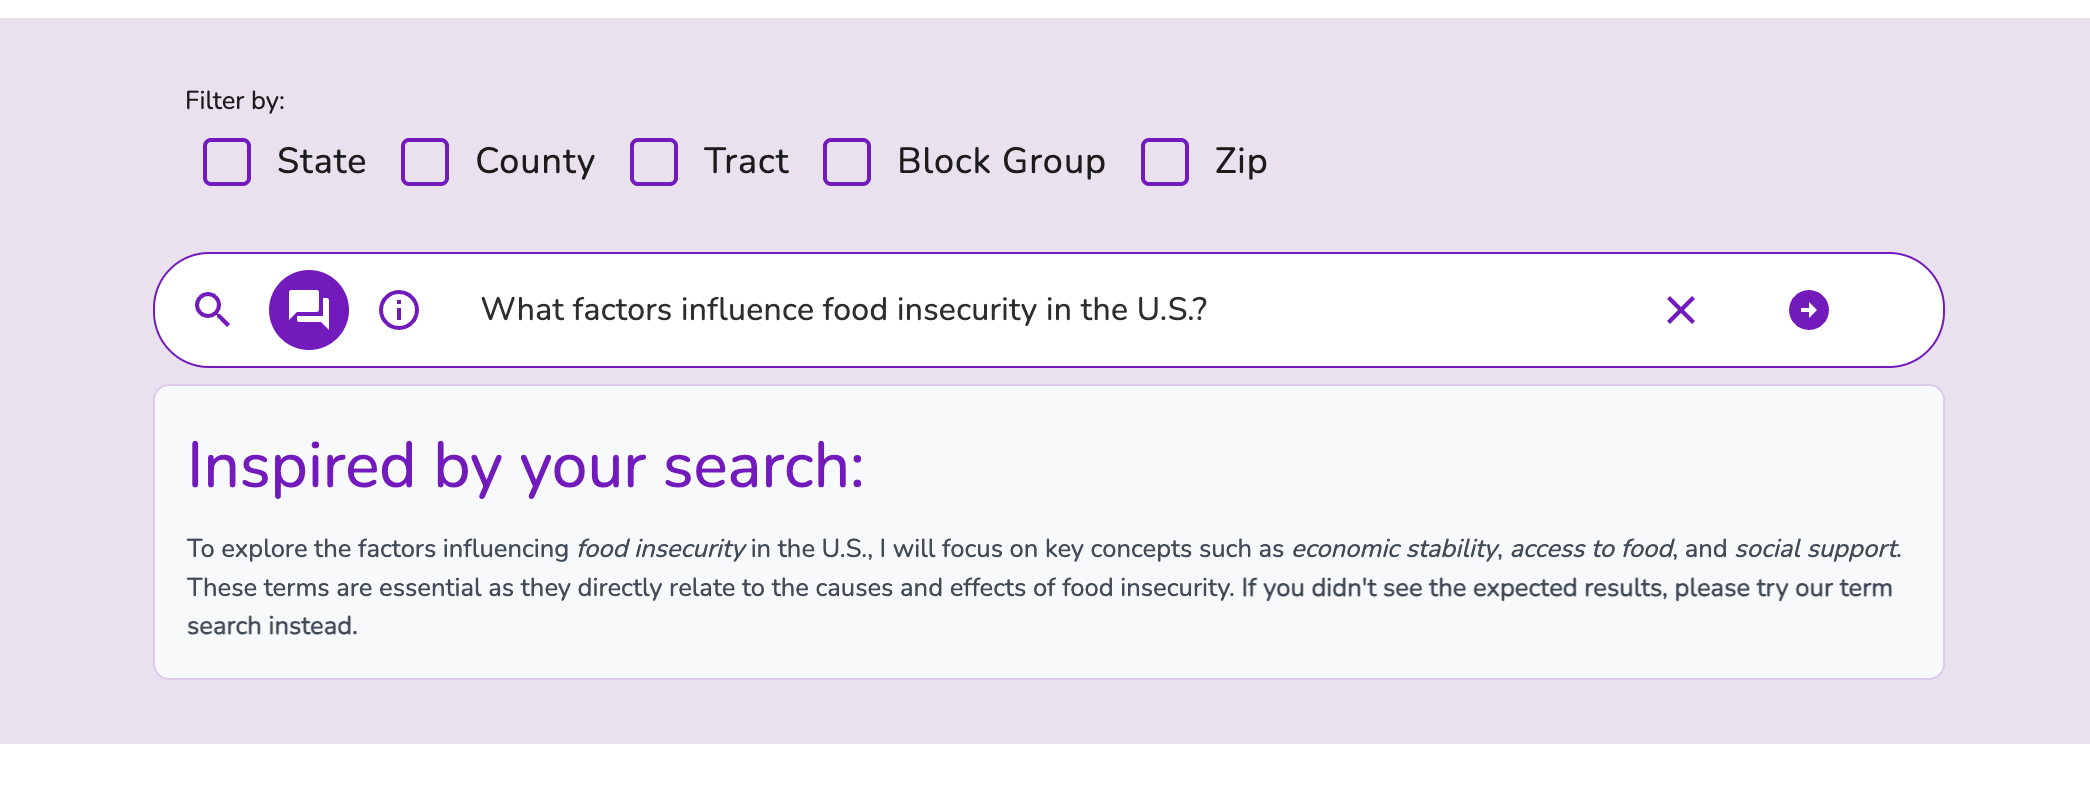 Filter by:
State County Tract Block Group Zip
What factors influence food insecurity in the U.S.?
Inspired by your search:
To explore the factors influencing food insecurity in the U.S., I will focus on key concepts such as economic stability, access to food, and social support.
These terms are essential as they directly relate to the causes and effects of food insecurity. If you didn't see the expected results, please try our term
search instead.